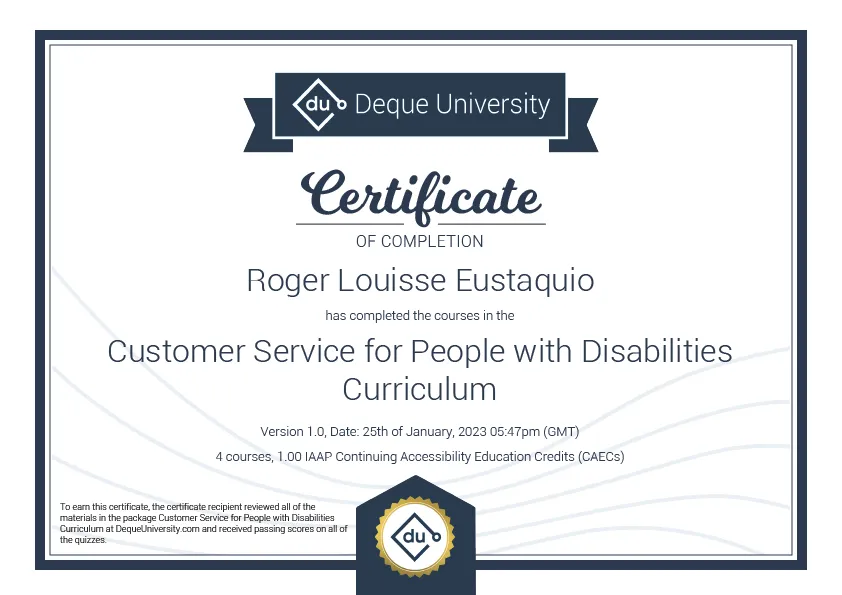 du Deque University
Certificate
OF COMPLETION
Roger Louisse Eustaquio
has completed the courses in the
Customer Service for People with Disabilities
Curriculum
Version 1.0, Date: 25th of January, 2023 05:47pm (GMT)
4 courses, 1.00 IAAP Continuing Accessibility Education Credits (CAECs)
To earn this certificate, the certificate recipient reviewed all of the
materials in the package Customer Service for People with Disabilities
Curriculum at DequeUniversity.com and received passing scores on all of
the quizzes.
du